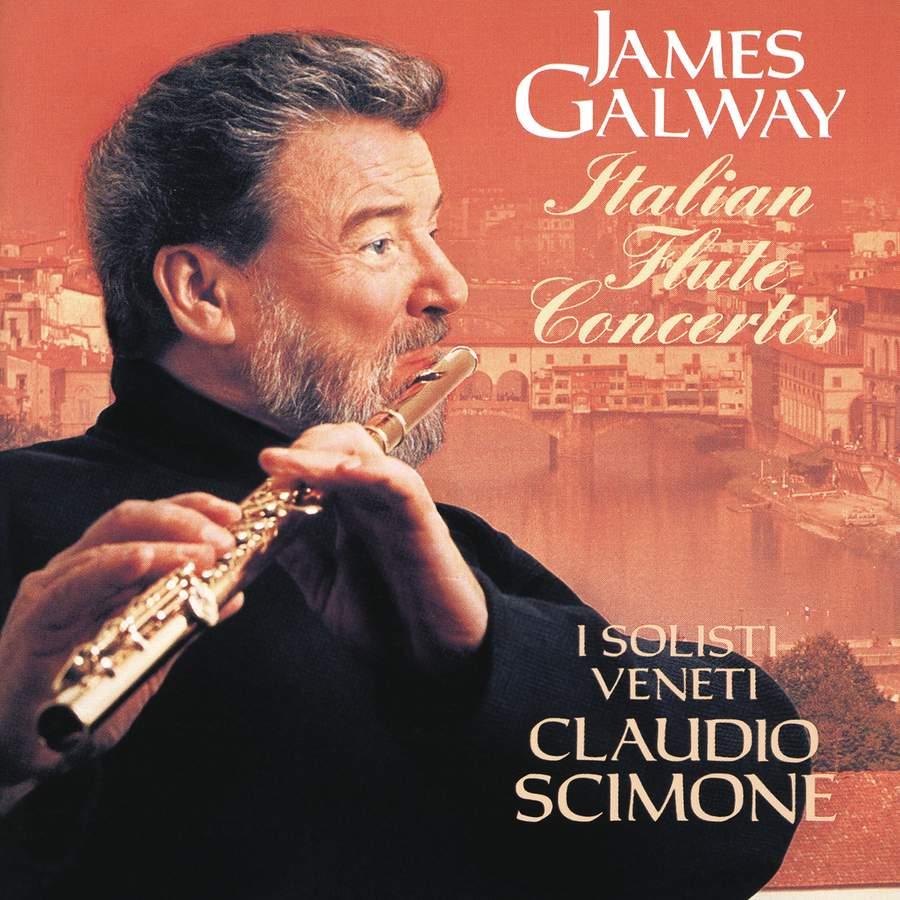 JAMES
GALWAY
Italian
Flute
Concertos
I SOLISTI
VENETI
CLAUDIO
SCIMONE